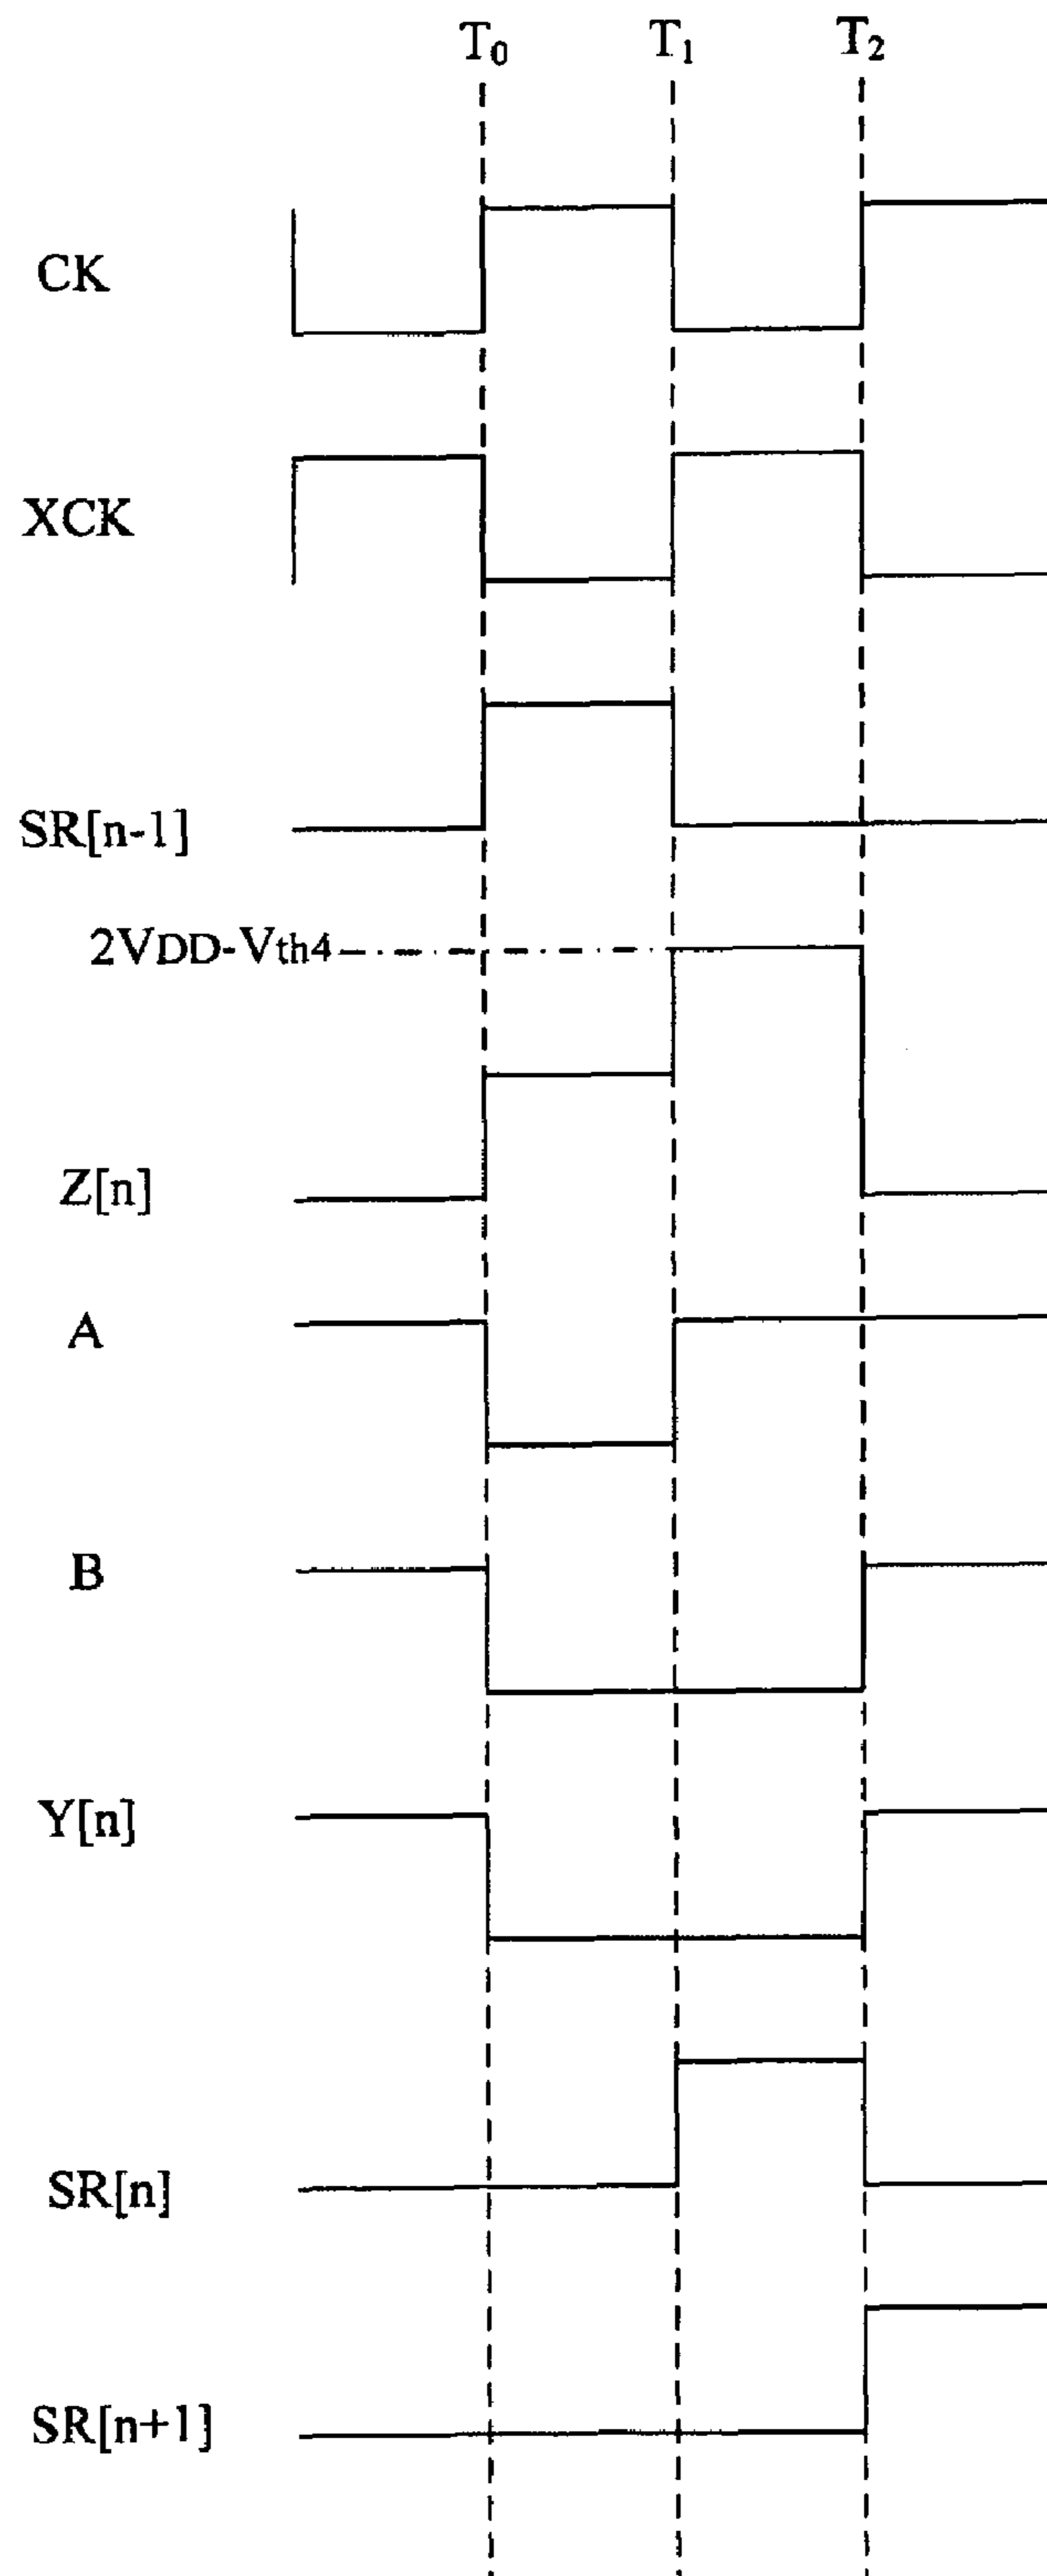 T₀ T₁ T₂
CK
XCK
SR[n-1]
2VDD-Vth4
Z[n]
A
B
Y[n]
SR[n]
SR[n+1]